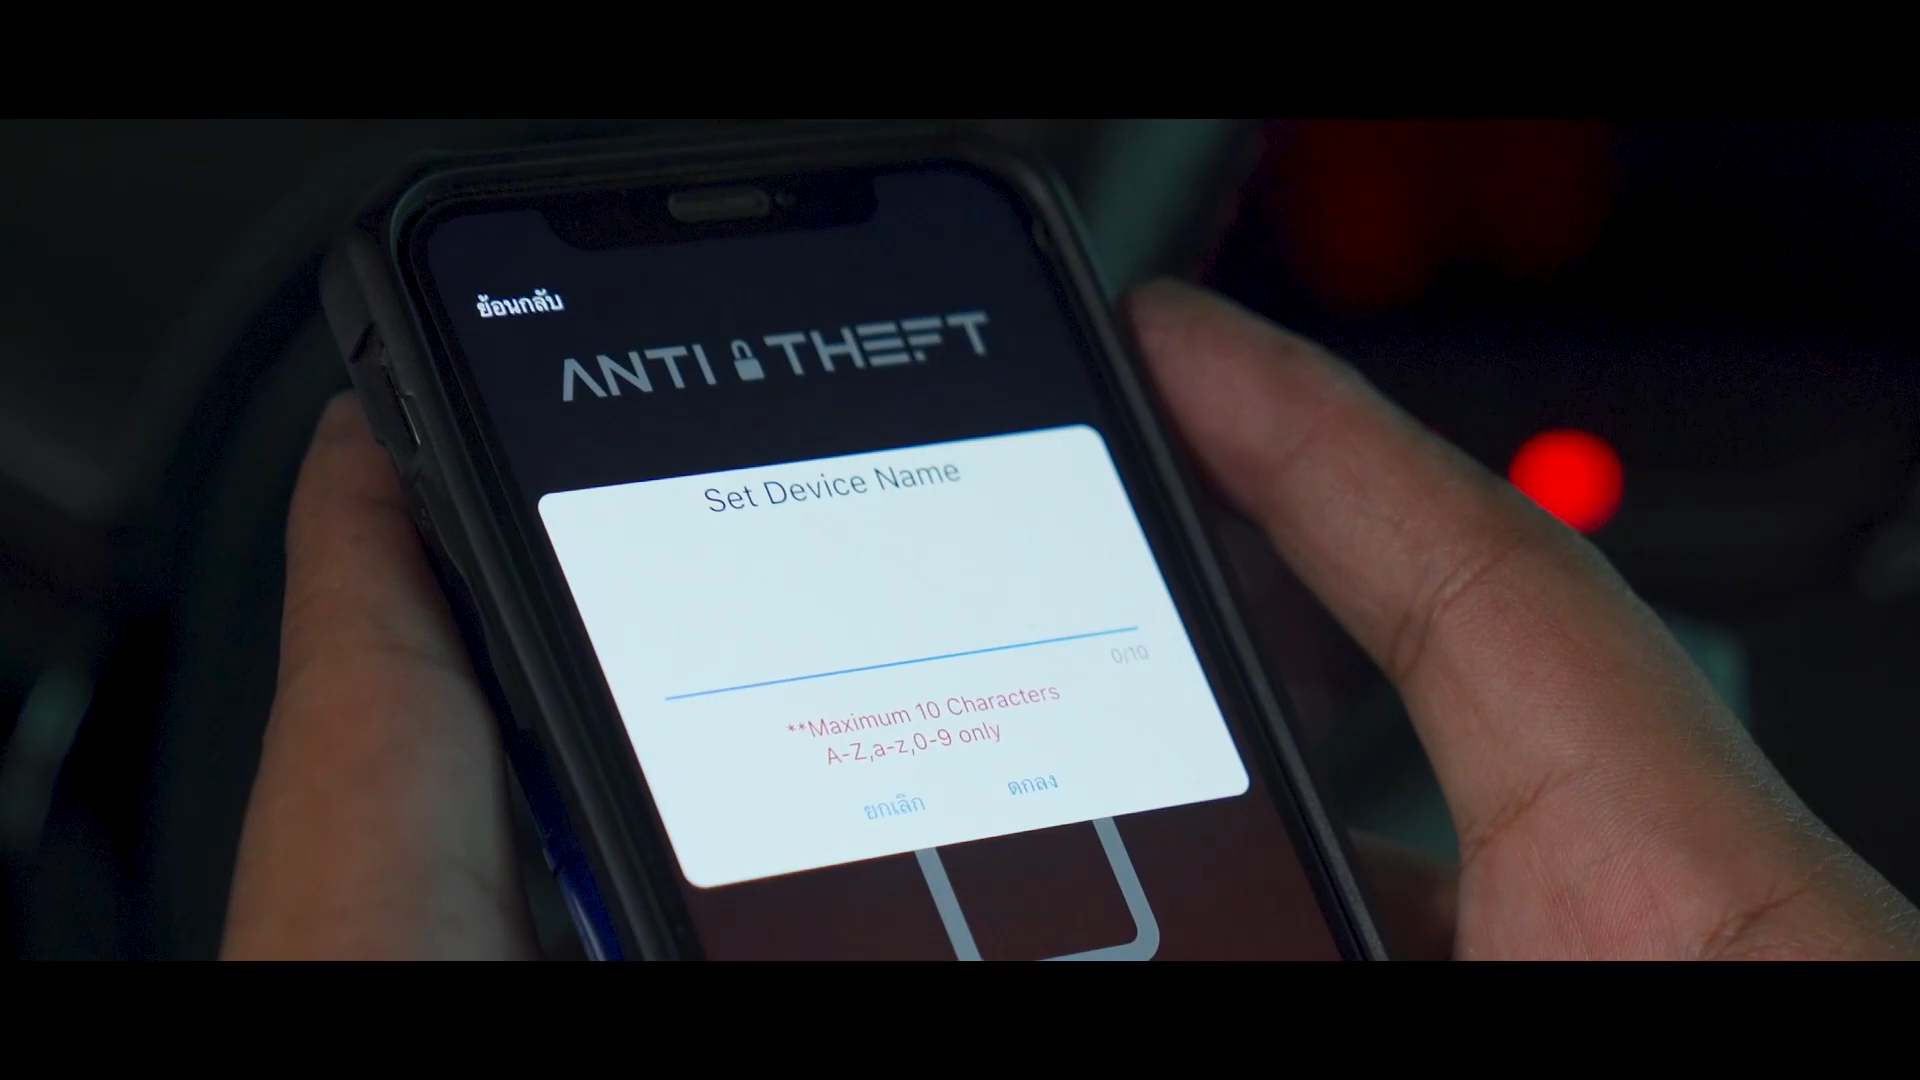 ย้อนกลับ
ANTI THEFT
Set Device Name
0/10
**Maximum 10 Characters
A-Z,a-z,0-9 only
ยกเลิก ตกลง